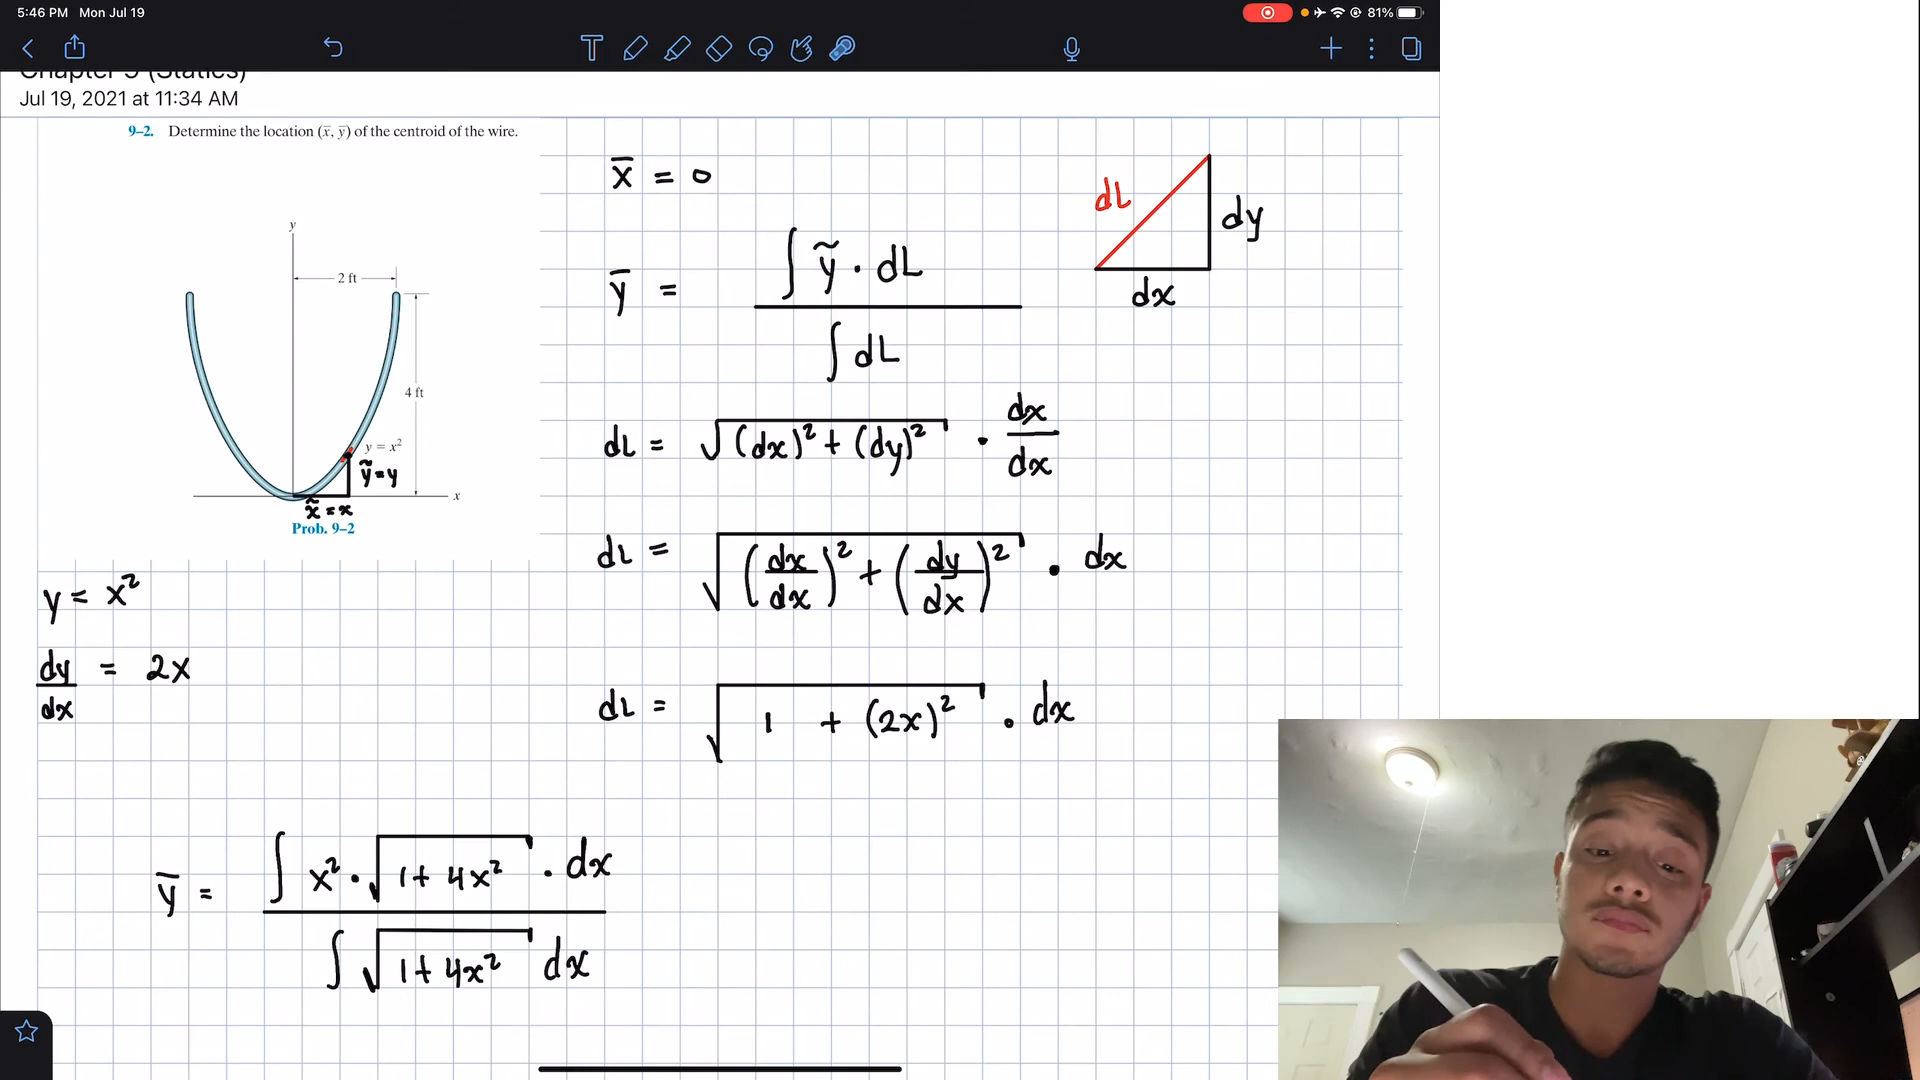 5:46 PM Mon Jul 19
81%
Jul 19, 2021 at 11:34 AM
9–2. Determine the location (x̄, ȳ) of the centroid of the wire.
y
2 ft
4 ft
y = x²
ỹ = y
x
x̃ = x
Prob. 9–2
y = x²
dy/dx = 2x
x̄ = 0
ȳ = ∫ ỹ · dL / ∫ dL
dL
dy
dx
dL = √((dx)² + (dy)²) · dx/dx
dL = √((dx/dx)² + (dy/dx)²) · dx
dL = √(1 + (2x)²) · dx
ȳ = ∫ x² · √(1 + 4x²) · dx / ∫ √(1 + 4x²) dx